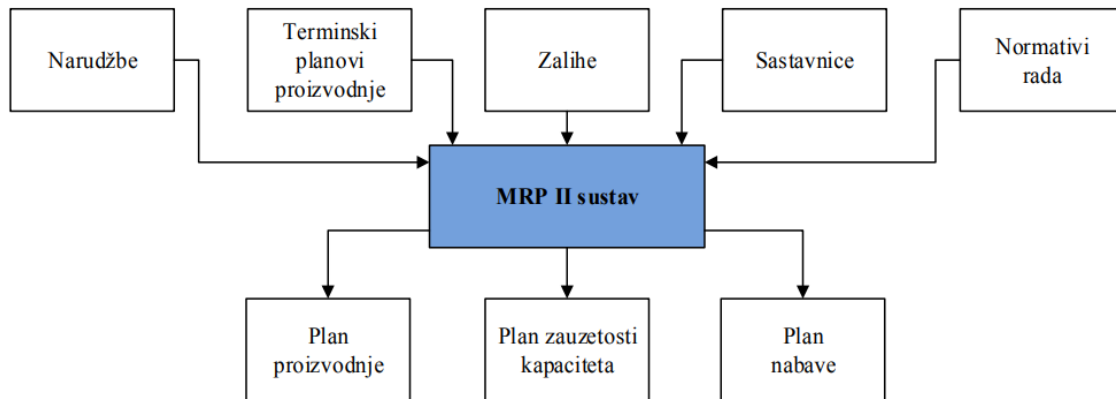 Narudžbe
Terminski
planovi
proizvodnje
Zalihe
Sastavnice
Normativi
rada
MRP II sustav
Plan
proizvodnje
Plan zauzetosti
kapaciteta
Plan
nabave